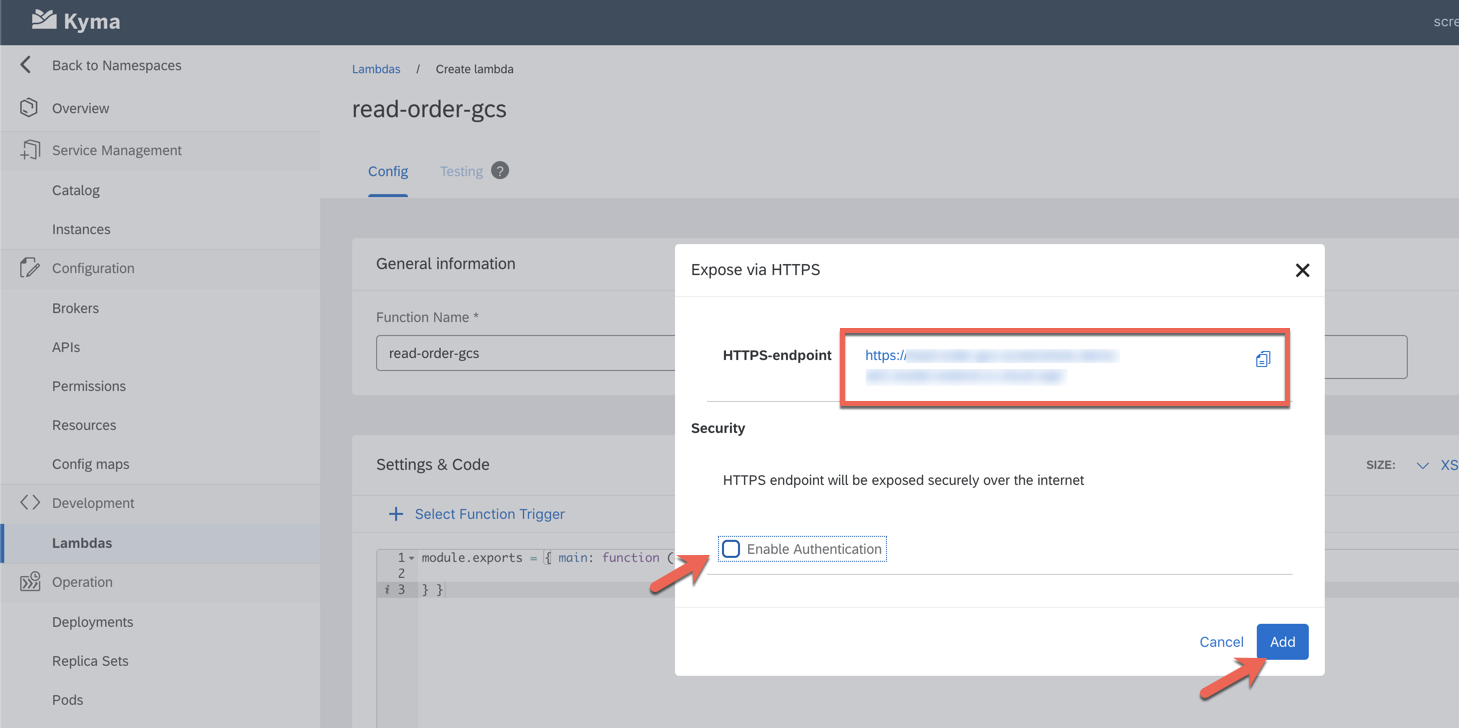 Kyma
scre
Back to Namespaces
Overview
Service Management
Catalog
Instances
Configuration
Brokers
APIs
Permissions
Resources
Config maps
Development
Lambdas
Operation
Deployments
Replica Sets
Pods
Lambdas / Create lambda
read-order-gcs
Config Testing ?
General information
Function Name *
read-order-gcs
Settings & Code
SIZE: XS
+ Select Function Trigger
1 module.exports = { main: function (
2
i 3 } }
Expose via HTTPS
HTTPS-endpoint https://
Security
HTTPS endpoint will be exposed securely over the internet
Enable Authentication
Cancel Add